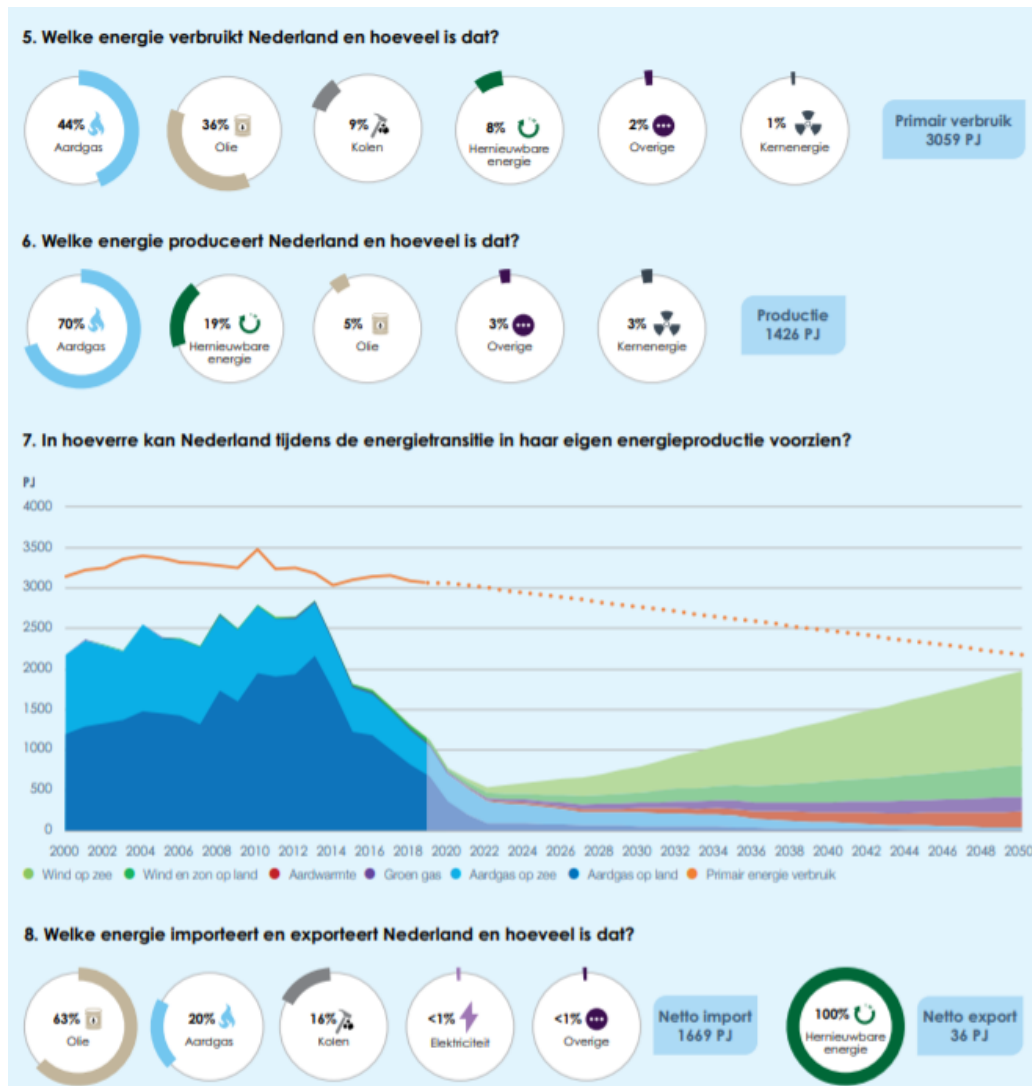 5. Welke energie verbruikt Nederland en hoeveel is dat?
44%
Aardgas
36%
Olie
9%
Kolen
8%
Hernieuwbare
energie
2%
Overige
1%
Kernenergie
Primair verbruik
3059 PJ
6. Welke energie produceert Nederland en hoeveel is dat?
70%
Aardgas
19%
Hernieuwbare
energie
5%
Olie
3%
Overige
3%
Kernenergie
Productie
1426 PJ
7. In hoeverre kan Nederland tijdens de energietransitie in haar eigen energieproductie voorzien?
PJ
4000
3500
3000
2500
2000
1500
1000
500
0
2000 2002 2004 2006 2008 2010 2012 2014 2016 2018 2020 2022 2024 2026 2028 2030 2032 2034 2036 2038 2040 2042 2044 2046 2048 2050
Wind op zee Wind en zon op land Aardwarmte Groen gas Aardgas op zee Aardgas op land Primair energie verbruik
8. Welke energie importeert en exporteert Nederland en hoeveel is dat?
63%
Olie
20%
Aardgas
16%
Kolen
<1%
Elektriciteit
<1%
Overige
Netto import
1669 PJ
100%
Hernieuwbare
energie
Netto export
36 PJ